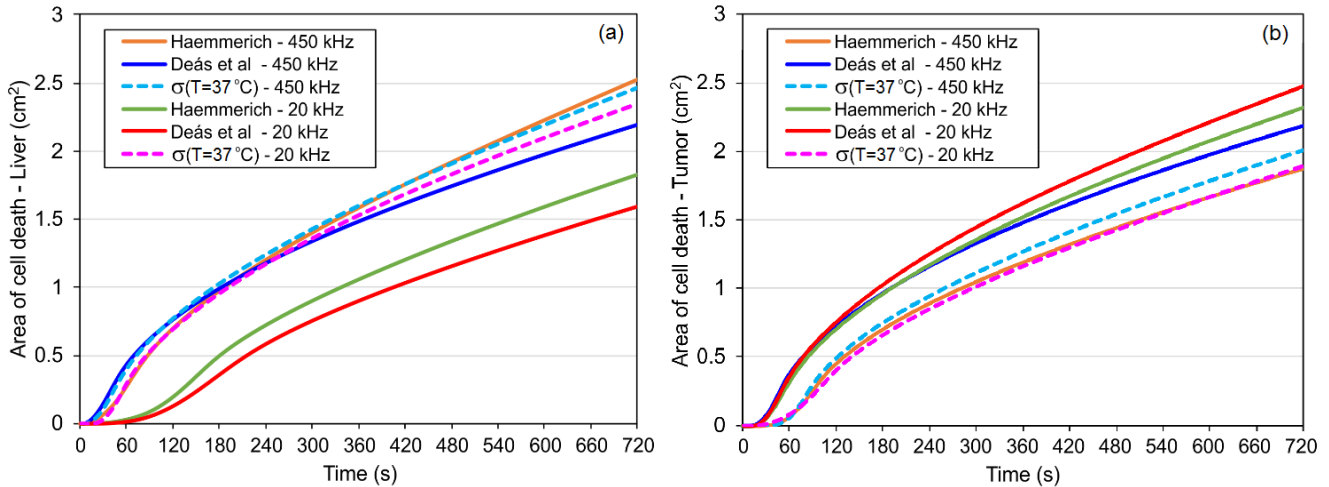 (a)
Area of cell death - Liver (cm²)
3
2.5
2
1.5
1
0.5
0
Haemmerich - 450 kHz
Deás et al - 450 kHz
σ(T=37 °C) - 450 kHz
Haemmerich - 20 kHz
Deás et al - 20 kHz
σ(T=37 °C) - 20 kHz
0 60 120 180 240 300 360 420 480 540 600 660 720
Time (s)
(b)
Area of cell death -Tumor (cm²)
3
2.5
2
1.5
1
0.5
0
Haemmerich - 450 kHz
Deás et al - 450 kHz
σ(T=37 °C) - 450 kHz
Haemmerich - 20 kHz
Deás et al - 20 kHz
σ(T=37 °C) - 20 kHz
0 60 120 180 240 300 360 420 480 540 600 660 720
Time (s)